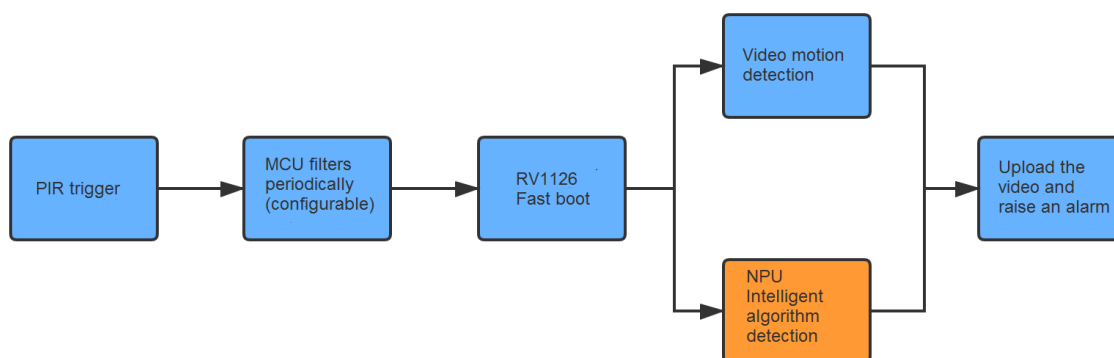 PIR trigger
MCU filters
periodically
(configurable)
RV1126
Fast boot
Video motion
detection
NPU
Intelligent
algorithm
detection
Upload the
video and
raise an alarm